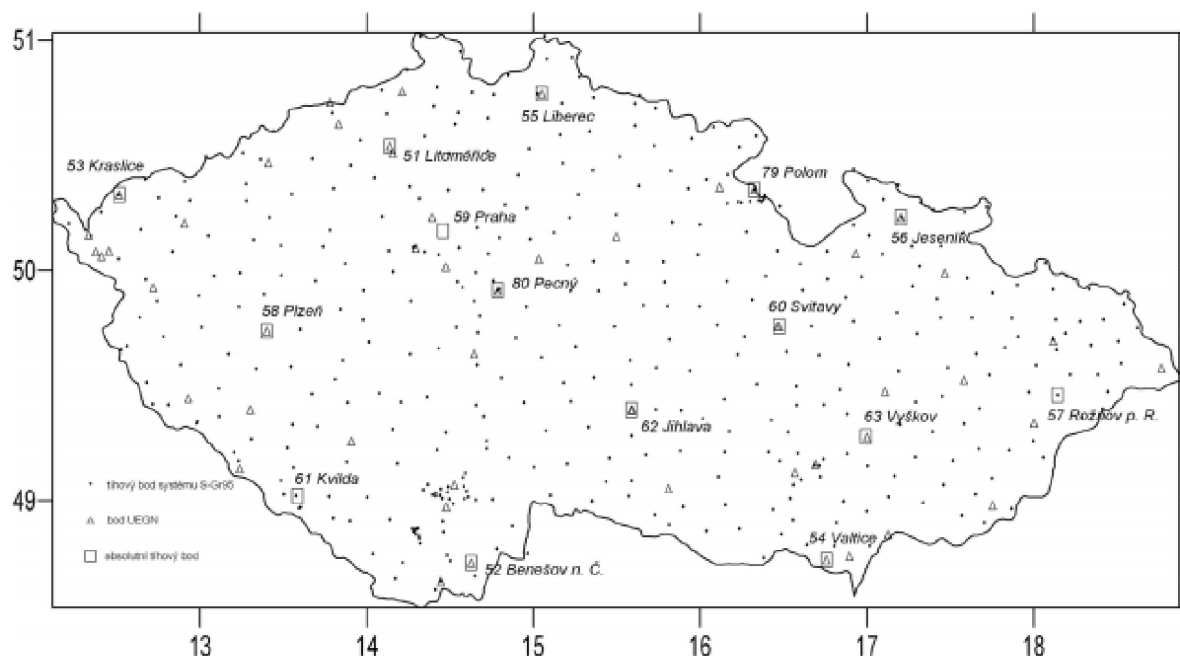 51
55 Liberec
51 Litoměřice
53 Kraslice
79 Polom
59 Praha
56 Jeseník
50
80 Pecný
58 Plzeň
60 Svitavy
63 Vyškov
57 Rožnov p. R.
62 Jihlava
61 Kvilda
tíhový bod systému S-Gr95
49
bod UEGN
54 Valtice
absolutní tíhový bod
52 Benešov n. Č.
13 14 15 16 17 18